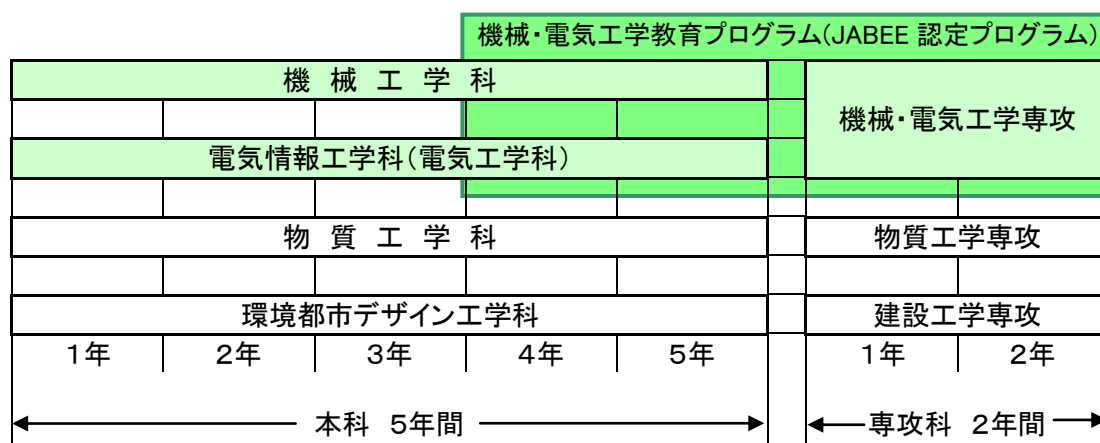 機械・電気工学教育プログラム(JABEE 認定プログラム)
機 械 工 学 科
機械・電気工学専攻
電気情報工学科(電気工学科)
物 質 工 学 科
物質工学専攻
環境都市デザイン工学科
建設工学専攻
1年 2年 3年 4年 5年 1年 2年
本科 5年間 専攻科 2年間